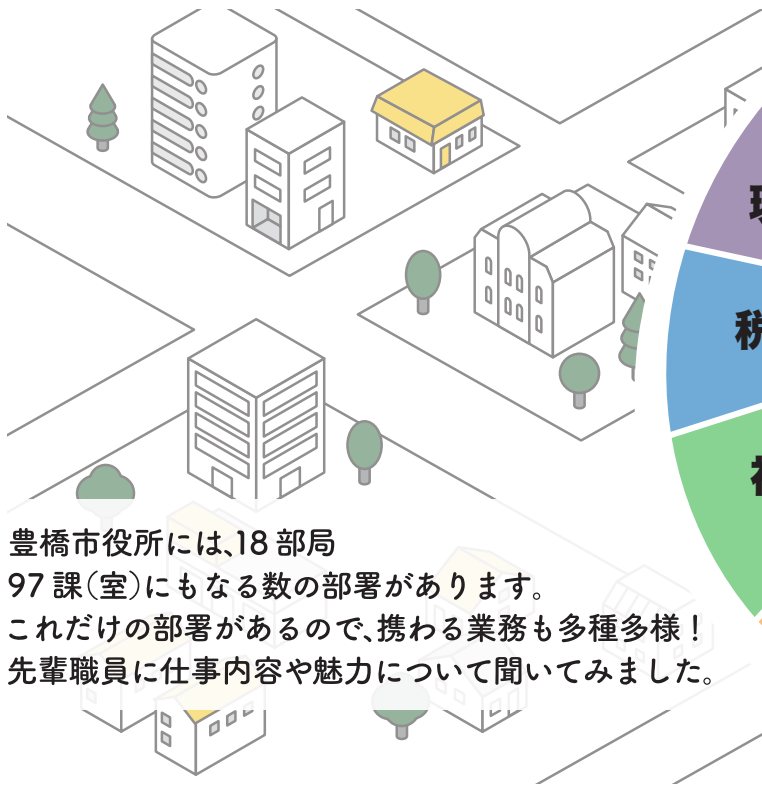 税
豊橋市役所には、18部局
97課（室）にもなる数の部署があります。
これだけの部署があるので、携わる業務も多種多様！
先輩職員に仕事内容や魅力について聞いてみました。